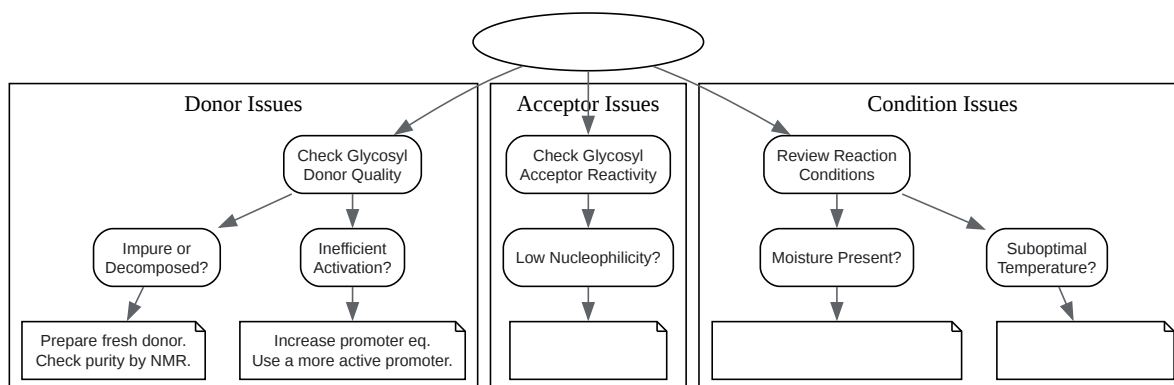 Donor Issues
Acceptor Issues
Condition Issues
Check Glycosyl
Donor Quality
Check Glycosyl
Acceptor Reactivity
Review Reaction
Conditions
Impure or
Decomposed?
Inefficient
Activation?
Low Nucleophilicity?
Moisture Present?
Suboptimal
Temperature?
Prepare fresh donor.
Check purity by NMR.
Increase promoter eq.
Use a more active promoter.